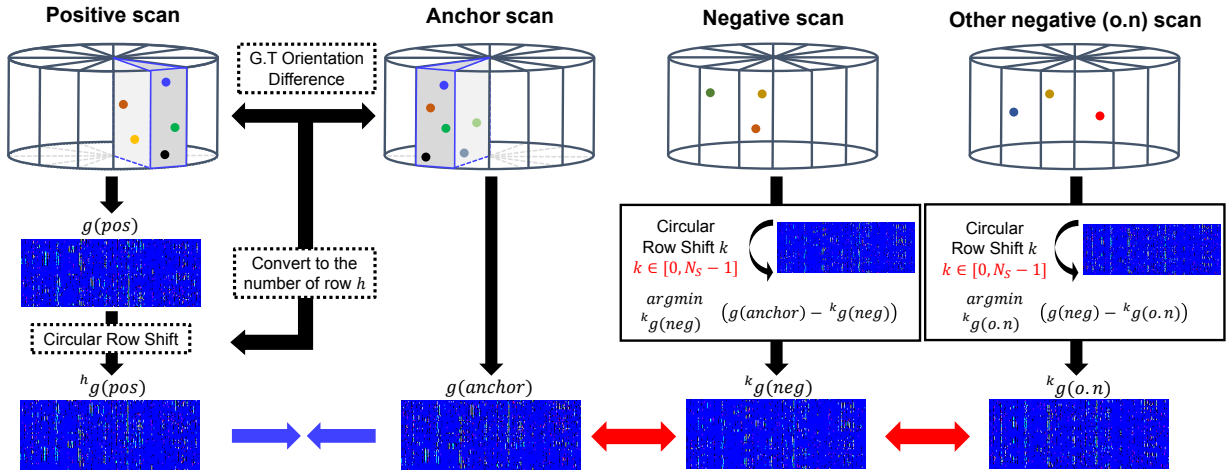 Positive scan
Anchor scan
Negative scan
Other negative (o.n) scan
G.T Orientation
Difference
g(pos)
Convert to the
number of row h
Circular Row Shift
ʰg(pos)
g(anchor)
Circular
Row Shift k
k ∈ [0, N_S − 1]
argmin
ᵏg(neg)
(g(anchor) − ᵏg(neg))
ᵏg(neg)
Circular
Row Shift k
k ∈ [0, N_S − 1]
argmin
ᵏg(o.n)
(g(neg) − ᵏg(o.n))
ᵏg(o.n)